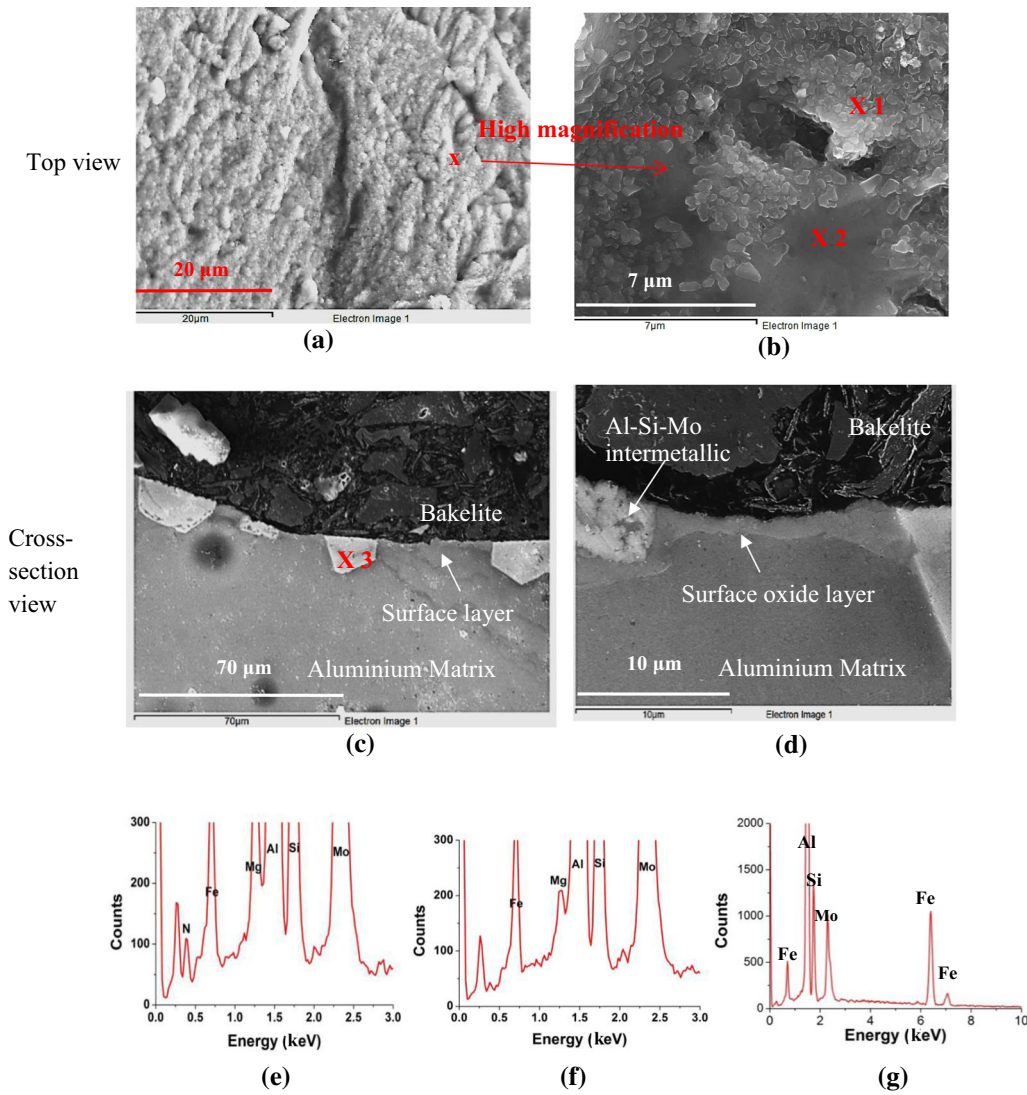 Top view
X 1
High magnification
x
X 2
20 µm
7 µm
20µm
Electron Image 1
7µm
Electron Image 1
(a)
(b)
Al-Si-Mo
intermetallic
Bakelite
Bakelite
Cross-
section
view
X 3
Surface layer
Surface oxide layer
70 µm
Aluminium Matrix
10 µm
Aluminium Matrix
70µm
Electron Image 1
10µm
Electron Image 1
(c)
(d)
300
250
200
150
100
50
0
Counts
N
Fe
Mg
Al
Si
Mo
0.0 0.5 1.0 1.5 2.0 2.5 3.0
Energy (keV)
(e)
300
250
200
150
100
50
0
Counts
Fe
Mg
Al
Si
Mo
0.0 0.5 1.0 1.5 2.0 2.5 3.0
Energy (keV)
(f)
2000
1500
1000
500
0
Counts
Al
Si
Mo
Fe
Fe
Fe
0 2 4 6 8 10
Energy (keV)
(g)